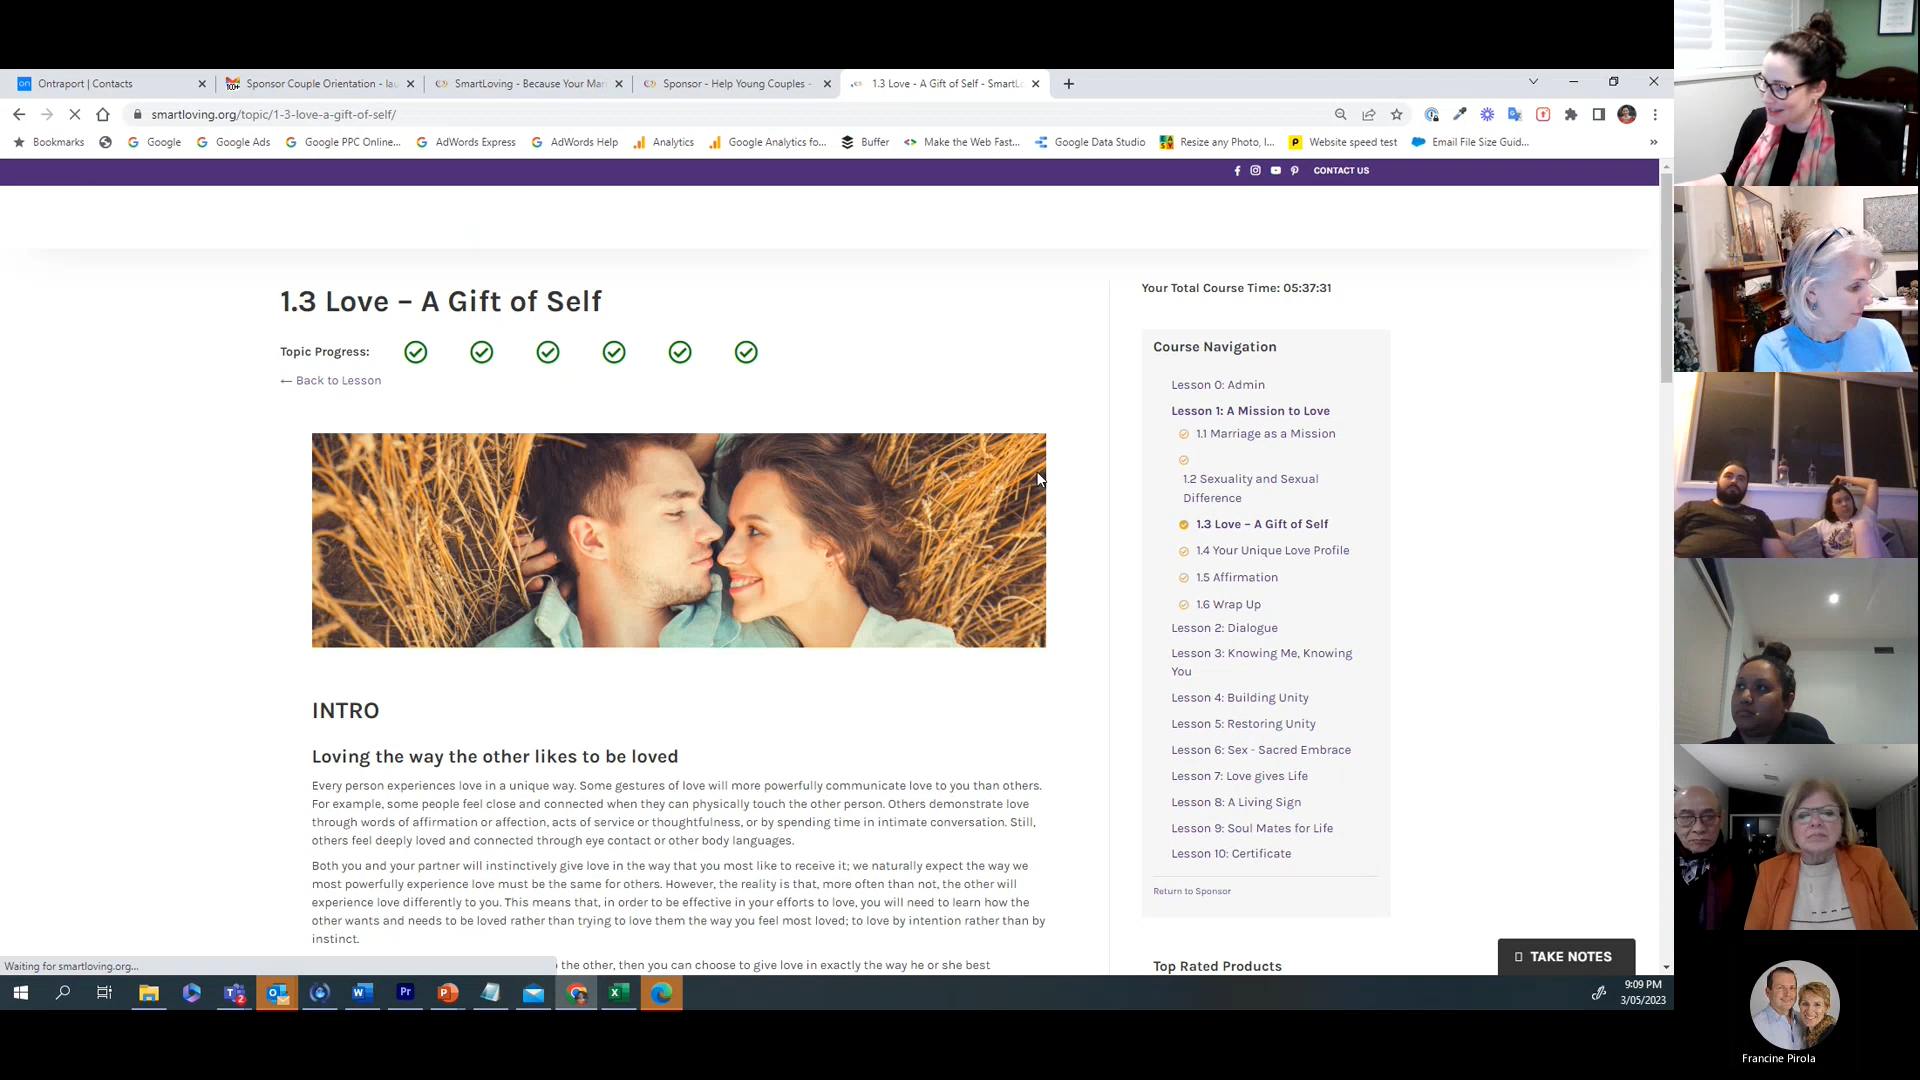 Ontraport | Contacts
Sponsor Couple Orientation - lau
SmartLoving - Because Your Mar
Sponsor - Help Young Couples -
1.3 Love - A Gift of Self - SmartLo
smartloving.org/topic/1-3-love-a-gift-of-self/
Bookmarks
Google
Google Ads
Google PPC Online...
AdWords Express
AdWords Help
Analytics
Google Analytics fo...
Buffer
Make the Web Fast...
Google Data Studio
Resize any Photo, I...
Website speed test
Email File Size Guid...
CONTACT US
1.3 Love – A Gift of Self
Topic Progress:
← Back to Lesson
INTRO
Loving the way the other likes to be loved
Every person experiences love in a unique way. Some gestures of love will more powerfully communicate love to you than others.
For example, some people feel close and connected when they can physically touch the other person. Others demonstrate love
through words of affirmation or affection, acts of service or thoughtfulness, or by spending time in intimate conversation. Still,
others feel deeply loved and connected through eye contact or other body languages.
Both you and your partner will instinctively give love in the way that you most like to receive it; we naturally expect the way we
most powerfully experience love must be the same for others. However, the reality is that, more often than not, the other will
experience love differently to you. This means that, in order to be effective in your efforts to love, you will need to learn how the
other wants and needs to be loved rather than trying to love them the way you feel most loved; to love by intention rather than by
instinct.
the other, then you can choose to give love in exactly the way he or she best
Waiting for smartloving.org...
Your Total Course Time: 05:37:31
Course Navigation
Lesson 0: Admin
Lesson 1: A Mission to Love
1.1 Marriage as a Mission
1.2 Sexuality and Sexual
Difference
1.3 Love – A Gift of Self
1.4 Your Unique Love Profile
1.5 Affirmation
1.6 Wrap Up
Lesson 2: Dialogue
Lesson 3: Knowing Me, Knowing
You
Lesson 4: Building Unity
Lesson 5: Restoring Unity
Lesson 6: Sex - Sacred Embrace
Lesson 7: Love gives Life
Lesson 8: A Living Sign
Lesson 9: Soul Mates for Life
Lesson 10: Certificate
Return to Sponsor
Top Rated Products
TAKE NOTES
9:09 PM
3/05/2023
Francine Pirola